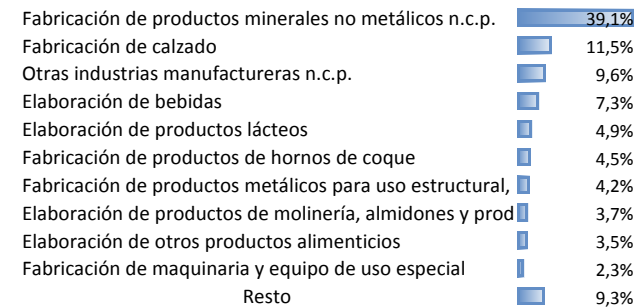 Fabricación de productos minerales no metálicos n.c.p. 39,1%
Fabricación de calzado 11,5%
Otras industrias manufactureras n.c.p. 9,6%
Elaboración de bebidas 7,3%
Elaboración de productos lácteos 4,9%
Fabricación de productos de hornos de coque 4,5%
Fabricación de productos metálicos para uso estructural, 4,2%
Elaboración de productos de molinería, almidones y prod 3,7%
Elaboración de otros productos alimenticios 3,5%
Fabricación de maquinaria y equipo de uso especial 2,3%
Resto 9,3%